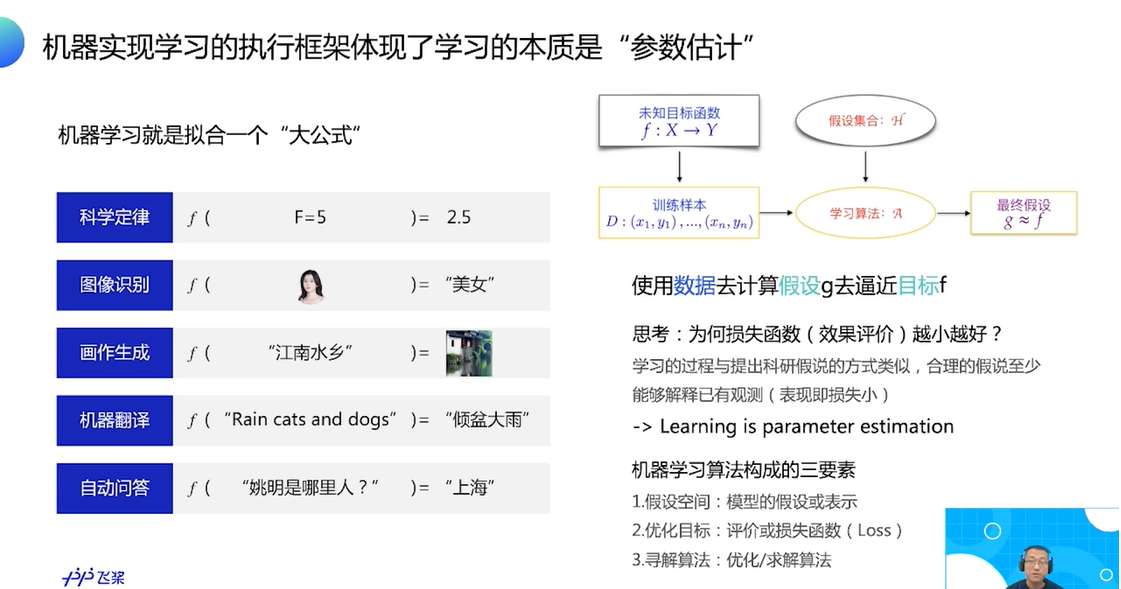 机器实现学习的执行框架体现了学习的本质是“参数估计”
机器学习就是拟合一个“大公式”
科学定律 f ( F=5 )= 2.5
图像识别 f ( )= “美女”
画作生成 f ( “江南水乡” )=
机器翻译 f ( “Rain cats and dogs” )= “倾盆大雨”
自动问答 f ( “姚明是哪里人？” )= “上海”
飞桨
未知目标函数
f : X → Y
假设集合：ℋ
训练样本
D : (x₁, y₁) , ..., (xₙ, yₙ)
学习算法：𝒜
最终假设
g ≈ f
使用数据去计算假设g去逼近目标f
思考：为何损失函数（效果评价）越小越好？
学习的过程与提出科研假说的方式类似，合理的假说至少
能够解释已有观测（表现即损失小）
-> Learning is parameter estimation
机器学习算法构成的三要素
1.假设空间：模型的假设或表示
2.优化目标：评价或损失函数（Loss）
3.寻解算法：优化/求解算法